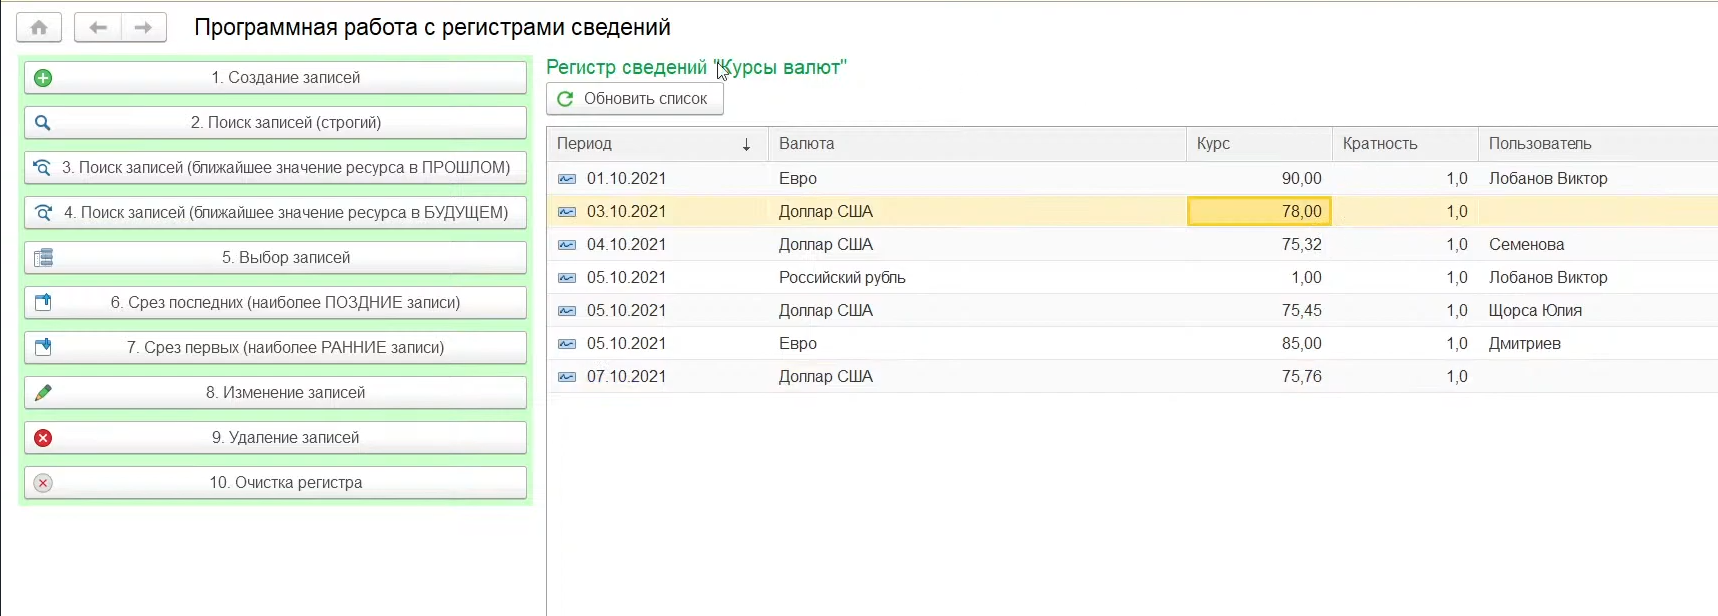 Программная работа с регистрами сведений
1. Создание записей
2. Поиск записей (строгий)
3. Поиск записей (ближайшее значение ресурса в ПРОШЛОМ)
4. Поиск записей (ближайшее значение ресурса в БУДУЩЕМ)
5. Выбор записей
6. Срез последних (наиболее ПОЗДНИЕ записи)
7. Срез первых (наиболее РАННИЕ записи)
8. Изменение записей
9. Удаление записей
10. Очистка регистра
Регистр сведений "Курсы валют"
Обновить список
Период ↓ Валюта Курс Кратность Пользователь
01.10.2021 Евро 90,00 1,0 Лобанов Виктор
03.10.2021 Доллар США 78,00 1,0
04.10.2021 Доллар США 75,32 1,0 Семенова
05.10.2021 Российский рубль 1,00 1,0 Лобанов Виктор
05.10.2021 Доллар США 75,45 1,0 Щорса Юлия
05.10.2021 Евро 85,00 1,0 Дмитриев
07.10.2021 Доллар США 75,76 1,0